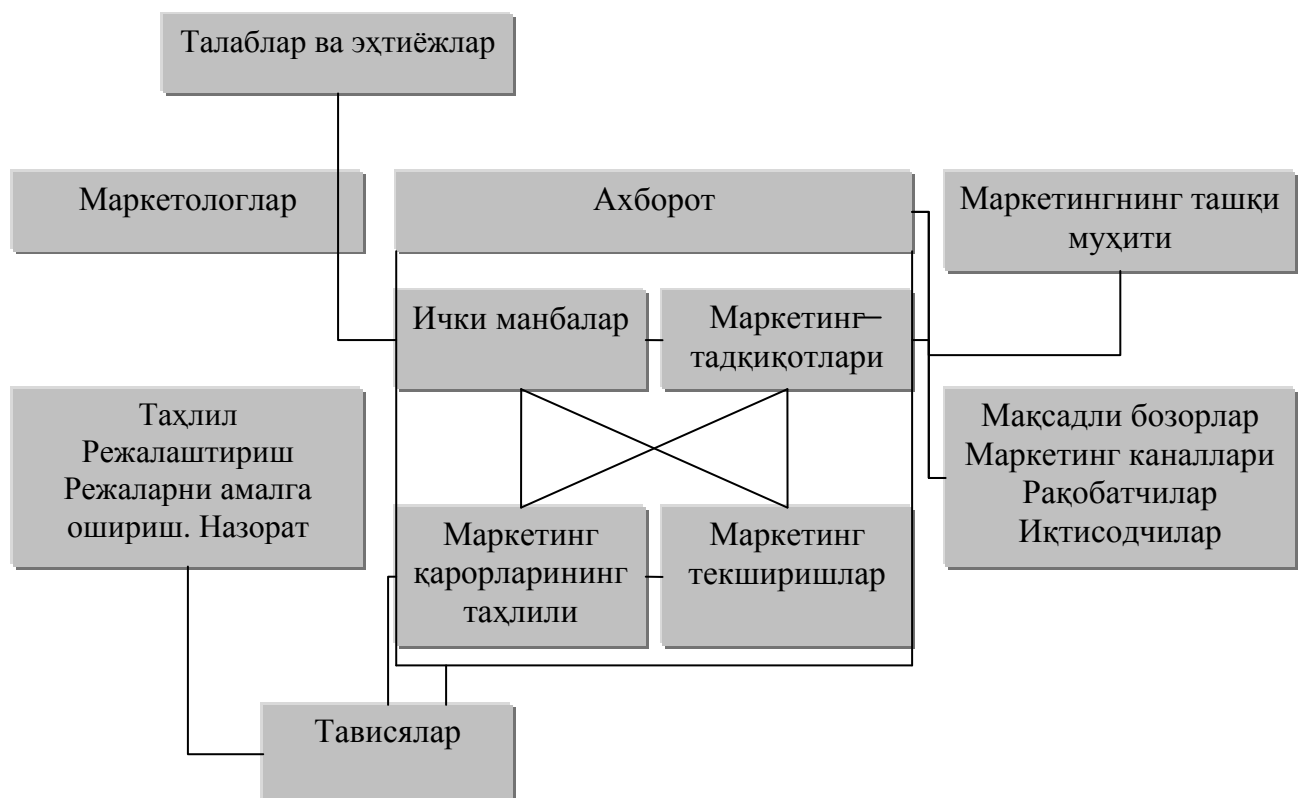 Талаблар ва эҳтиёжлар
Маркетологлар
Ахборот
Маркетингнинг ташқи
муҳити
Ички манбалар
Маркетинг
тадқиқотлари
Таҳлил
Режалаштириш
Режаларни амалга
ошириш. Назорат
Мақсадли бозорлар
Маркетинг каналлари
Рақобатчилар
Иқтисодчилар
Маркетинг
қарорларининг
таҳлили
Маркетинг
текширишлар
Тависялар